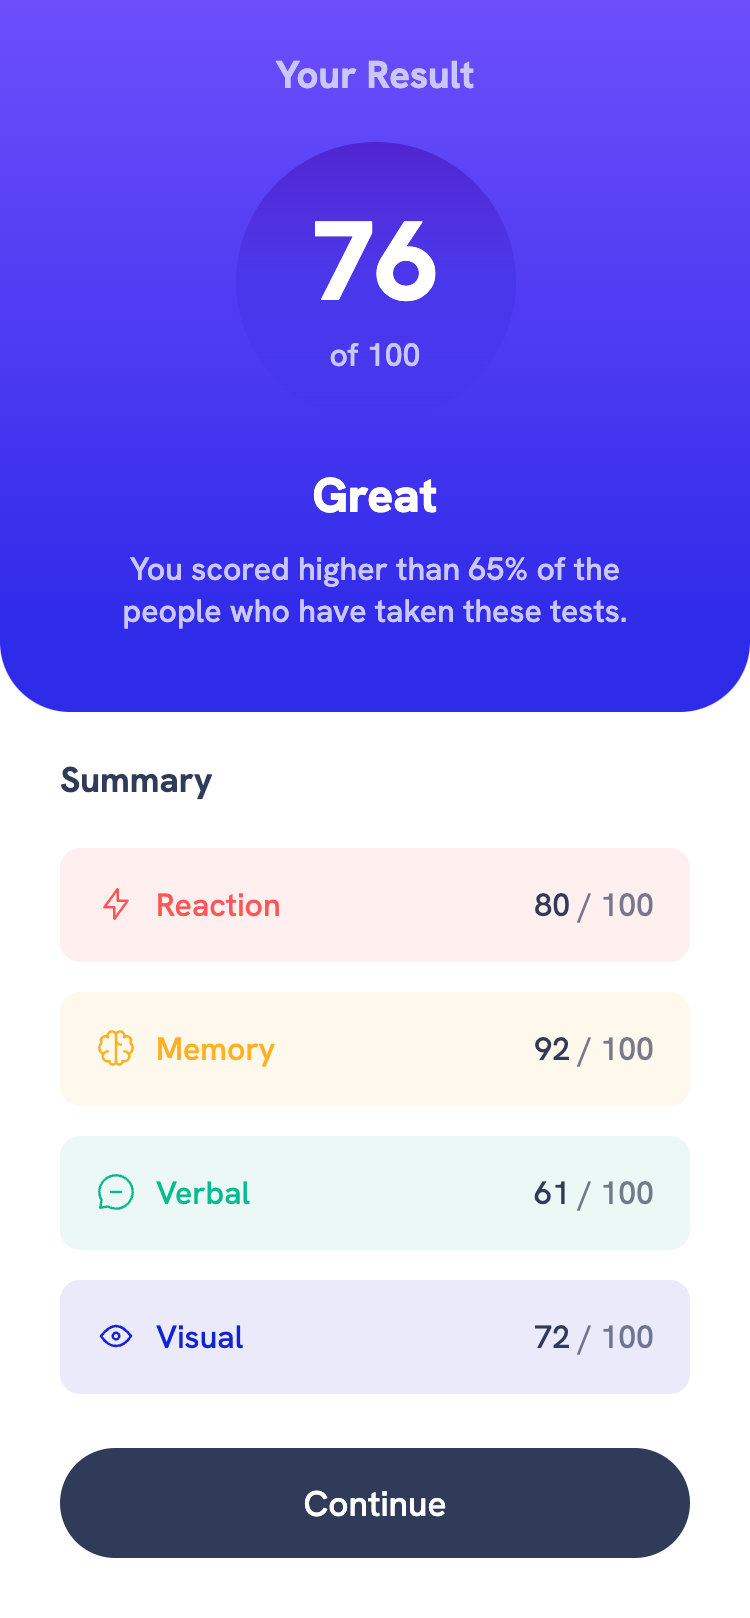 Your Result
76
of 100
Great
You scored higher than 65% of the
people who have taken these tests.
Summary
Reaction 80 / 100
Memory 92 / 100
Verbal 61 / 100
Visual 72 / 100
Continue